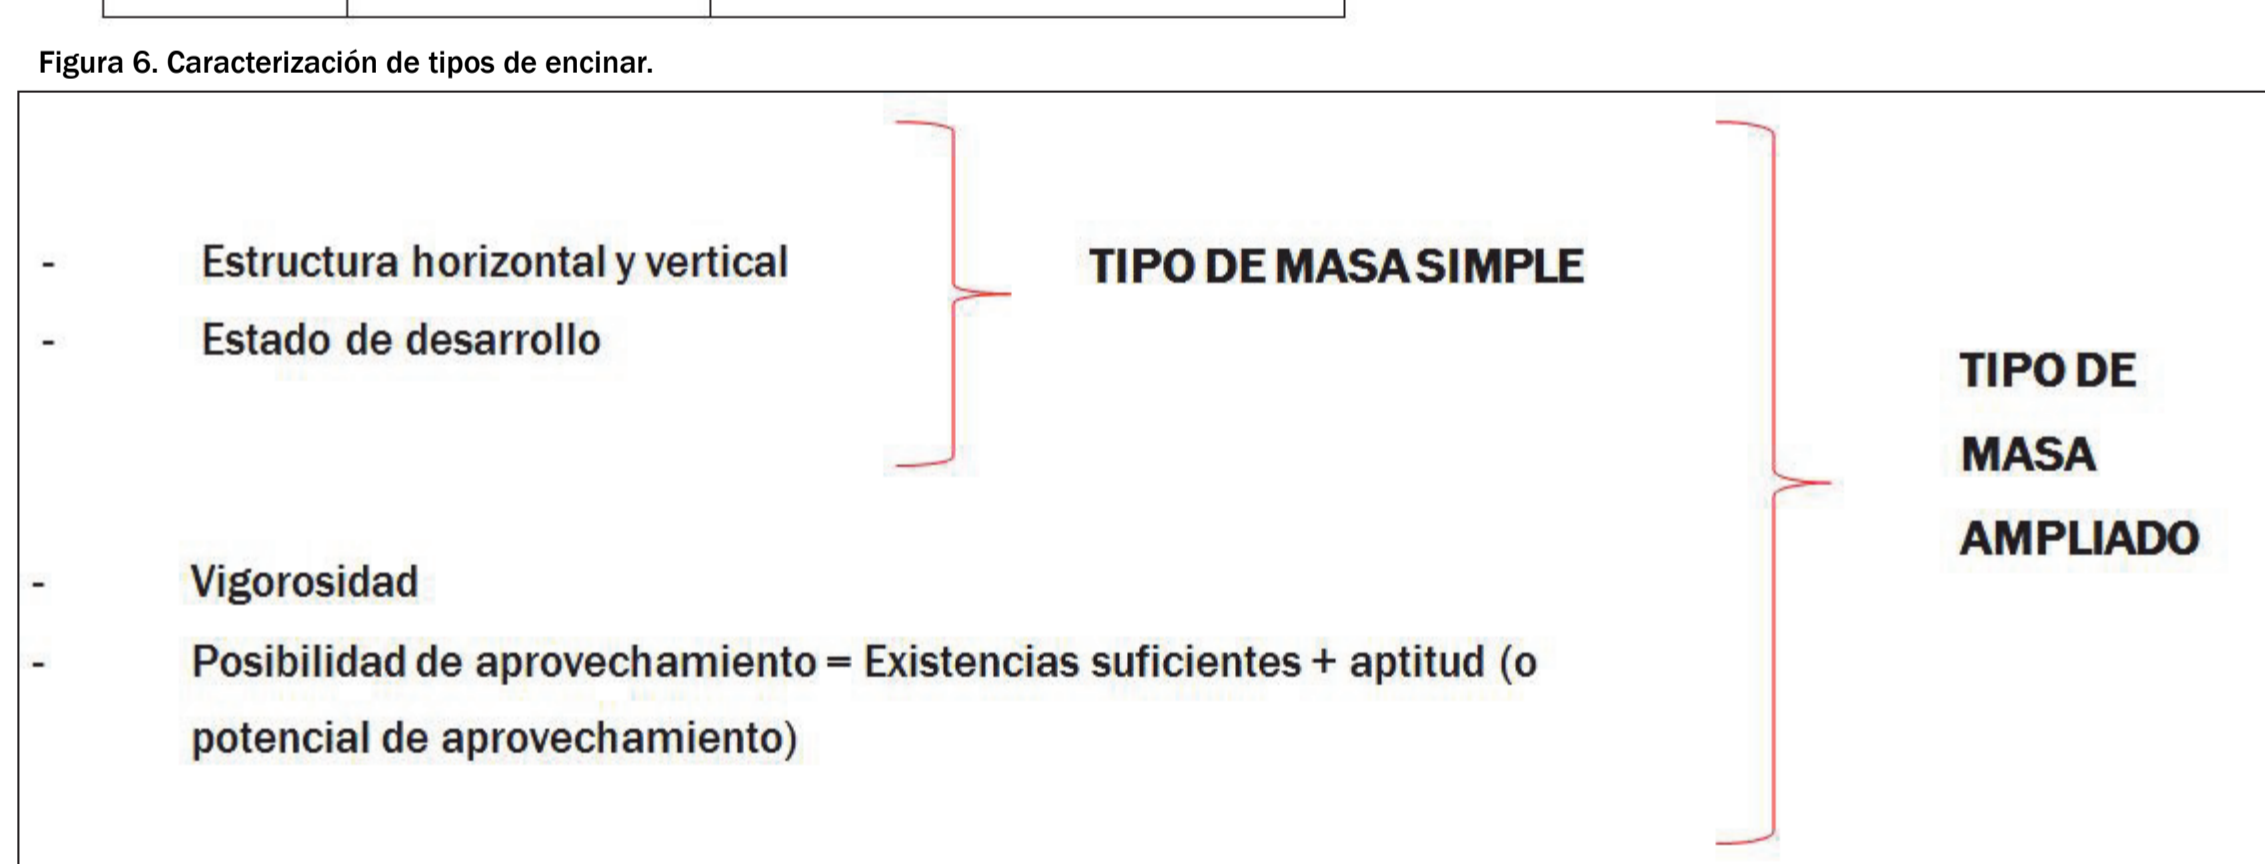 Figura 6. Caracterización de tipos de encinar.
- Estructura horizontal y vertical
- Estado de desarrollo
TIPO DE MASA SIMPLE
- Vigorosidad
- Posibilidad de aprovechamiento = Existencias suficientes + aptitud (o
potencial de aprovechamiento)
TIPO DE
MASA
AMPLIADO